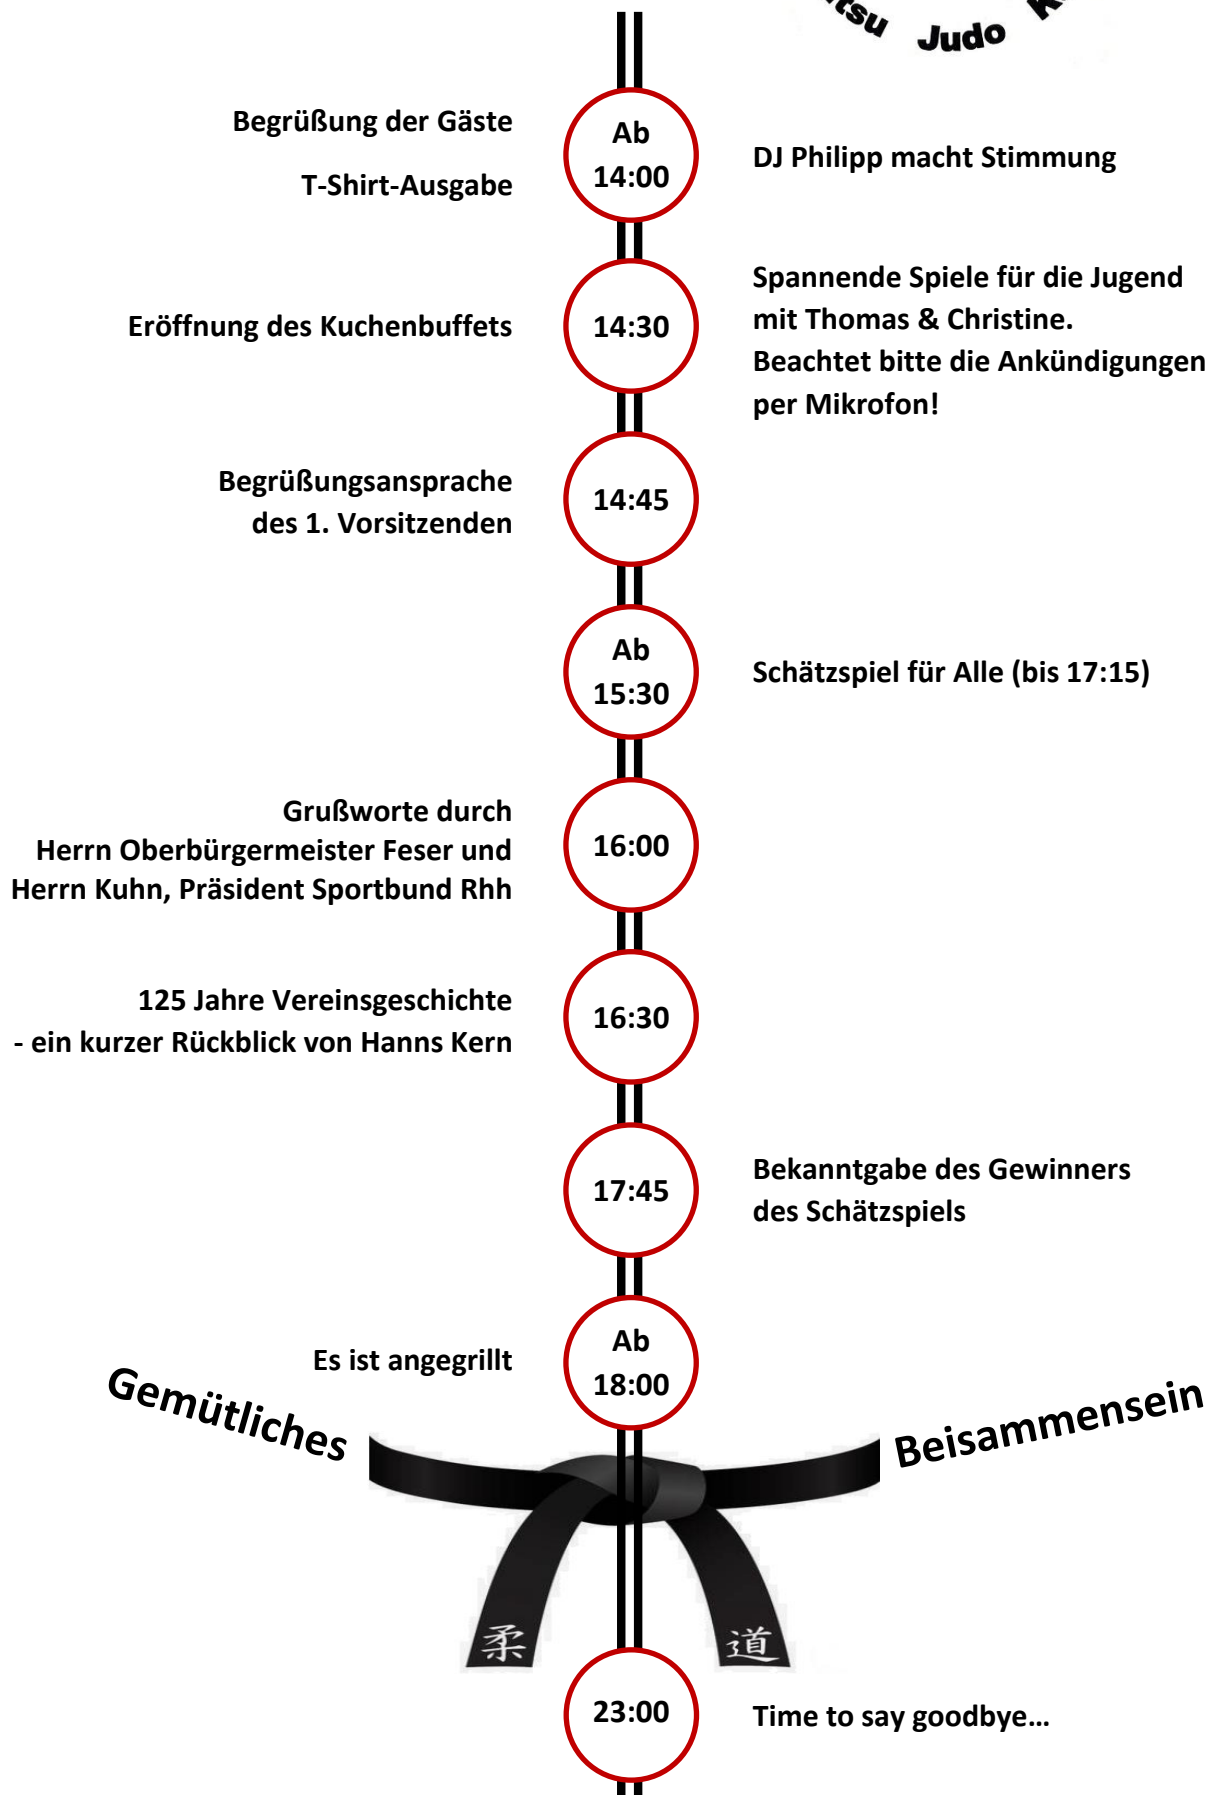 Judo
Begrüßung der Gäste
T-Shirt-Ausgabe
Ab
14:00
DJ Philipp macht Stimmung
Eröffnung des Kuchenbuffets
14:30
Spannende Spiele für die Jugend
mit Thomas & Christine.
Beachtet bitte die Ankündigungen
per Mikrofon!
Begrüßungsansprache
des 1. Vorsitzenden
14:45
Ab
15:30
Schätzspiel für Alle (bis 17:15)
Grußworte durch
Herrn Oberbürgermeister Feser und
Herrn Kuhn, Präsident Sportbund Rhh
16:00
125 Jahre Vereinsgeschichte
- ein kurzer Rückblick von Hanns Kern
16:30
17:45
Bekanntgabe des Gewinners
des Schätzspiels
Es ist angegrillt
Ab
18:00
Gemütliches Beisammensein
柔 道
23:00
Time to say goodbye…